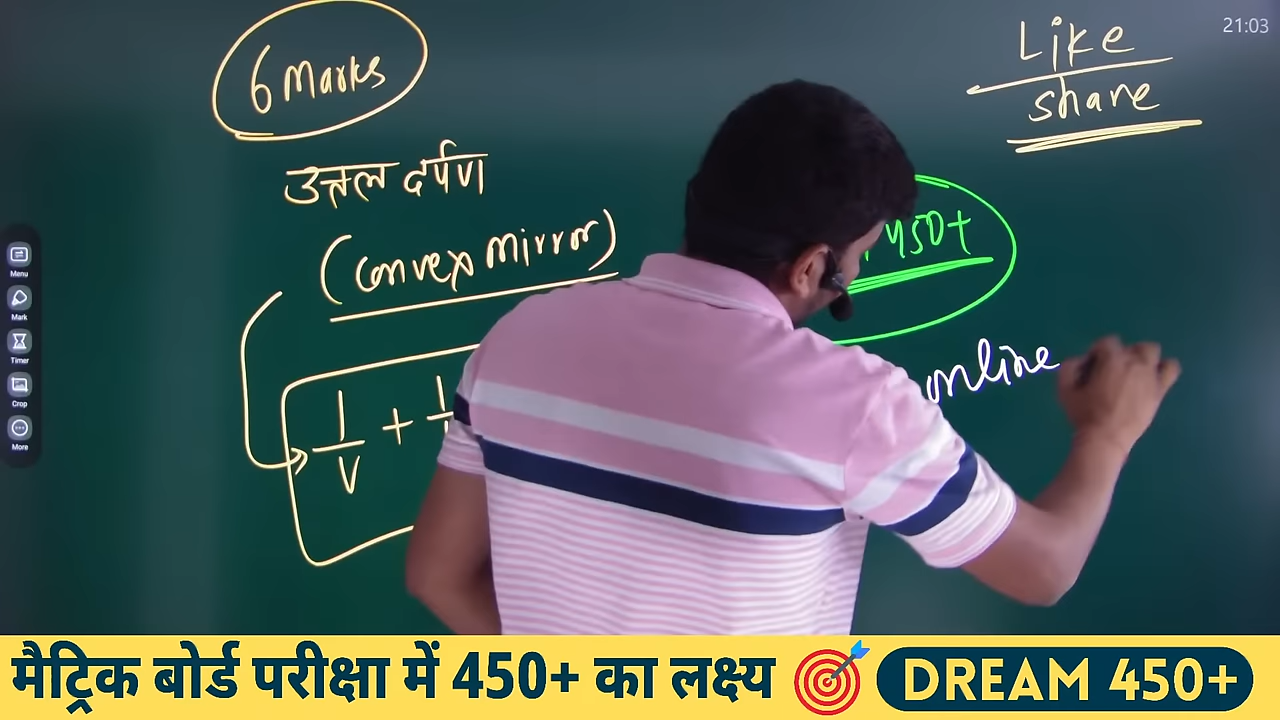 21:03
6 Marks
Like
share
उत्तल दर्पण
(Convex mirror)
450+
online
1/V + 1
Menu
Mark
Timer
Crop
More
मैट्रिक बोर्ड परीक्षा में 450+ का लक्ष्य
DREAM 450+